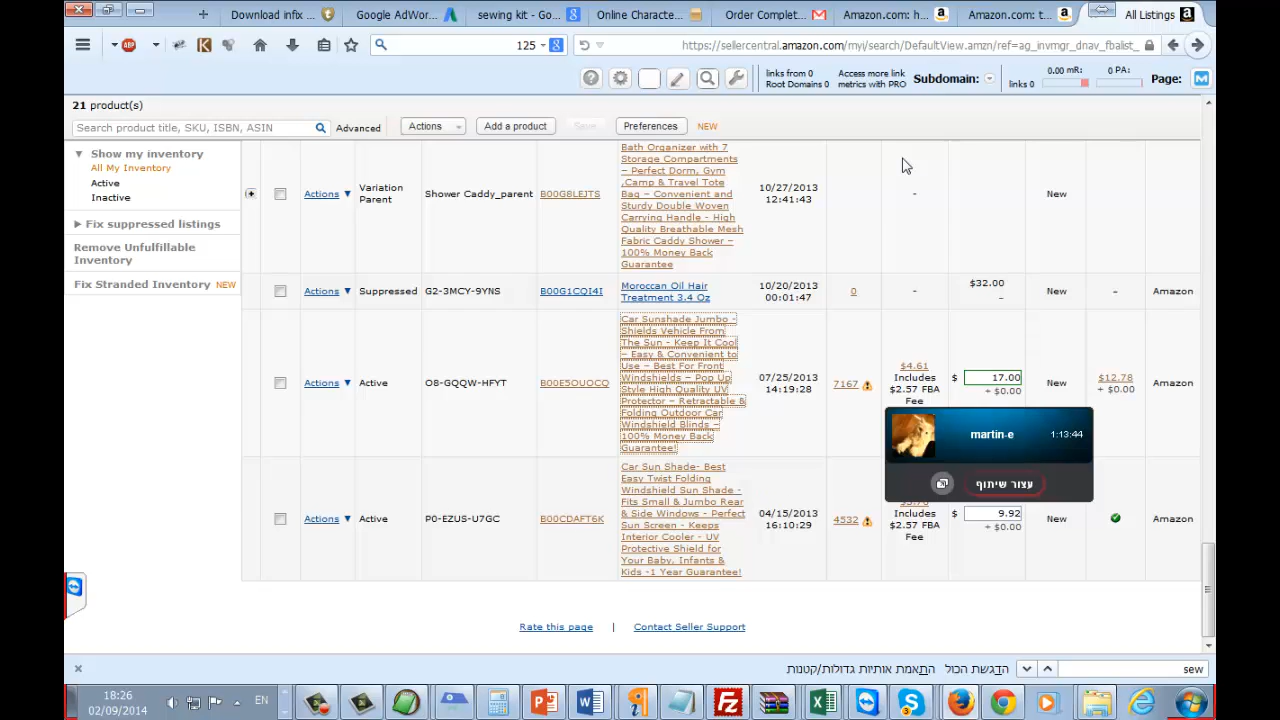 Download infix ...
Google AdWor...
sewing kit - Go...
Online Characte...
Order Complet...
Amazon.com: h...
Amazon.com: t...
All Listings
ABP
K
125
https://sellercentral.amazon.com/myi/search/DefaultView.amzn/ref=ag_invmgr_dnav_fbalist_
links from 0
Root Domains 0
Access more link
metrics with PRO
Subdomain:
links 0
0.00 mR:
0 PA:
Page:
21 product(s)
Search product title, SKU, ISBN, ASIN
Advanced
Actions
Add a product
Save
Preferences
NEW
Show my inventory
All My Inventory
Active
Inactive
Fix suppressed listings
Remove Unfulfillable
Inventory
Fix Stranded Inventory NEW
Actions
Variation
Parent
Shower Caddy_parent
B00G8LEJTS
Bath Organizer with 7
Storage Compartments
– Perfect Dorm, Gym
,Camp & Travel Tote
Bag – Convenient and
Sturdy Double Woven
Carrying Handle - High
Quality Breathable Mesh
Fabric Caddy Shower –
100% Money Back
Guarantee
10/27/2013
12:41:43
-
New
Actions
Suppressed
G2-3MCY-9YNS
B00G1CQI4I
Moroccan Oil Hair
Treatment 3.4 Oz
10/20/2013
00:01:47
0
-
$32.00
–
New
–
Amazon
Actions
Active
O8-GQQW-HFYT
B00E5OUOCO
Car Sunshade Jumbo -
Shields Vehicle From
The Sun - Keep It Cool
– Easy & Convenient to
Use – Best For Front
Windshields – Pop Up
Style High Quality UV
Protector – Retractable &
Folding Outdoor Car
Windshield Blinds –
100% Money Back
Guarantee!
07/25/2013
14:19:28
7167
$4.61
Includes
$2.57 FBA
Fee
$ 17.00
+ $0.00
New
$12.78
+ $0.00
Amazon
martin-e
1:13:44
עצור שיתוף
Actions
Active
P0-EZUS-U7GC
B00CDAFT6K
Car Sun Shade- Best
Easy Twist Folding
Windshield Sun Shade -
Fits Small & Jumbo Rear
& Side Windows - Perfect
Sun Screen - Keeps
Interior Cooler - UV
Protective Shield for
Your Baby, Infants &
Kids -1 Year Guarantee!
04/15/2013
16:10:29
4532
Includes
$2.57 FBA
Fee
$ 9.92
+ $0.00
New
Amazon
Rate this page | Contact Seller Support
התאמת אותיות גדולות/קטנות
הדגשת הכול
sew
18:26
02/09/2014
EN